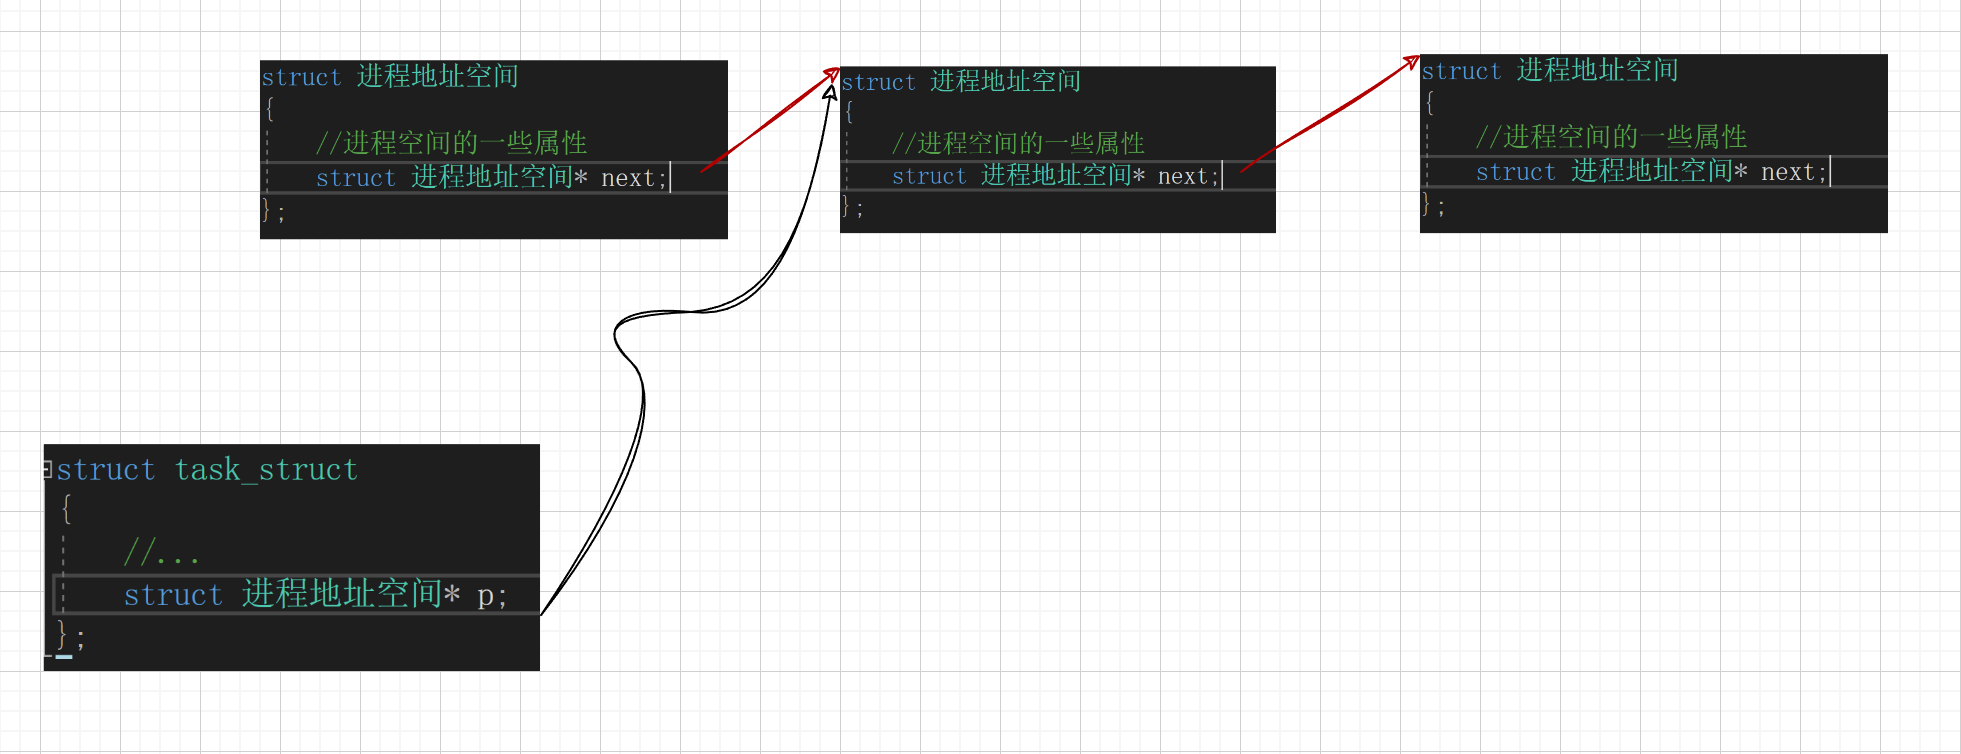 struct 进程地址空间
{
//进程空间的一些属性
struct 进程地址空间* next;
};
struct 进程地址空间
{
//进程空间的一些属性
struct 进程地址空间* next;
};
struct 进程地址空间
{
//进程空间的一些属性
struct 进程地址空间* next;
};
struct task_struct
{
//...
struct 进程地址空间* p;
};